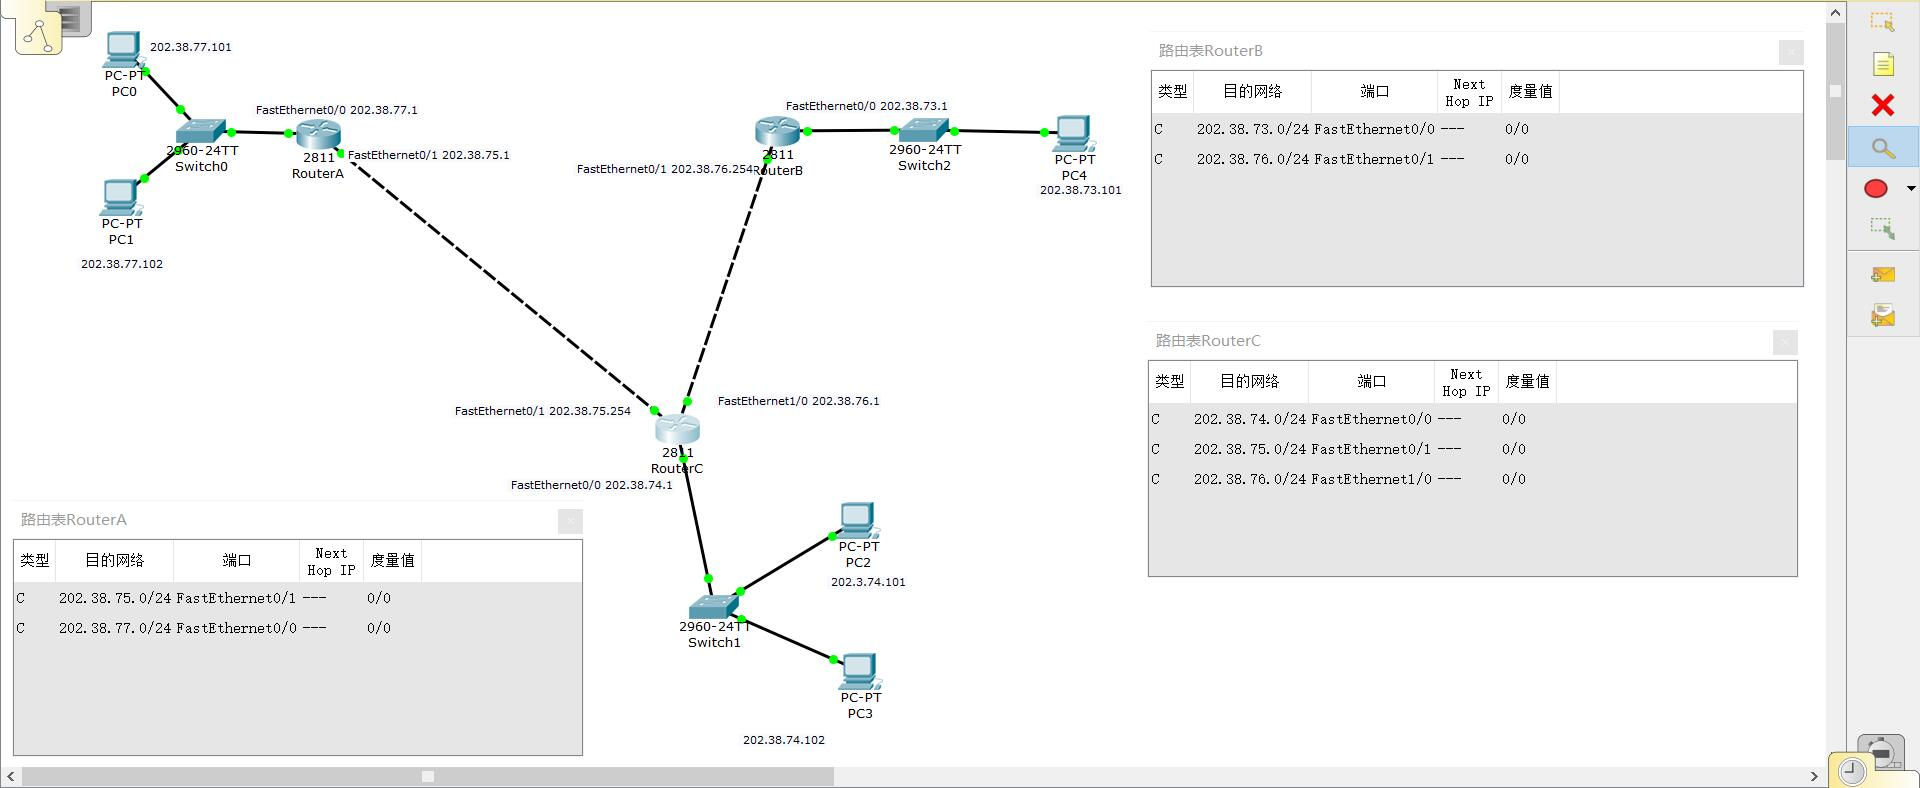 202.38.77.101
PC-PT
PC0
FastEthernet0/0 202.38.77.1
2960-24TT
Switch0
2811
RouterA
FastEthernet0/1 202.38.75.1
PC-PT
PC1
202.38.77.102
FastEthernet0/0 202.38.73.1
2811
RouterB
FastEthernet0/1 202.38.76.254
2960-24TT
Switch2
PC-PT
PC4
202.38.73.101
FastEthernet0/1 202.38.75.254
FastEthernet1/0 202.38.76.1
2811
RouterC
FastEthernet0/0 202.38.74.1
PC-PT
PC2
202.3.74.101
2960-24TT
Switch1
PC-PT
PC3
202.38.74.102
路由表RouterA
类型 目的网络 端口 Next Hop IP 度量值
C 202.38.75.0/24 FastEthernet0/1 --- 0/0
C 202.38.77.0/24 FastEthernet0/0 --- 0/0
路由表RouterB
类型 目的网络 端口 Next Hop IP 度量值
C 202.38.73.0/24 FastEthernet0/0 --- 0/0
C 202.38.76.0/24 FastEthernet0/1 --- 0/0
路由表RouterC
类型 目的网络 端口 Next Hop IP 度量值
C 202.38.74.0/24 FastEthernet0/0 --- 0/0
C 202.38.75.0/24 FastEthernet0/1 --- 0/0
C 202.38.76.0/24 FastEthernet1/0 --- 0/0